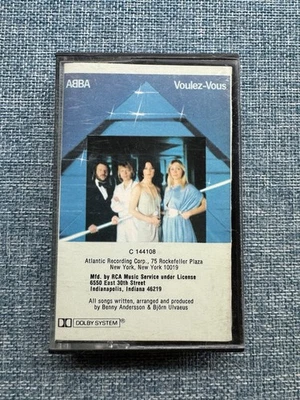 ABBA Voulez-Vous
C 144108
Atlantic Recording Corp., 75 Rockefeller Plaza
New York, New York 10019
Mfd. by RCA Music Service under License
6550 East 30th Street
Indianapolis, Indiana 46219
All songs written, arranged and produced
by Benny Andersson & Björn Ulvaeus
DOLBY SYSTEM®